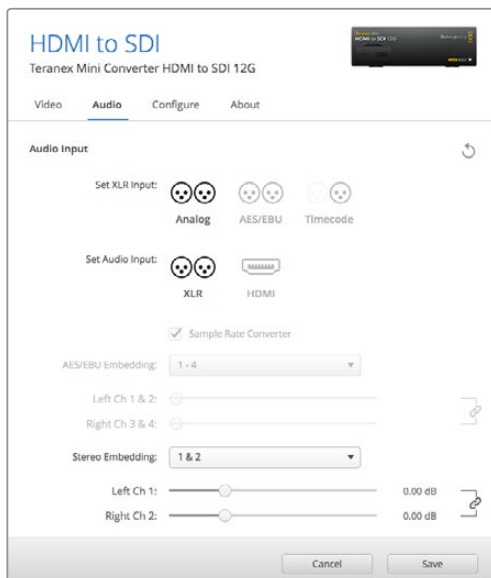 HDMI to SDI
Teranex Mini Converter HDMI to SDI 12G
Video Audio Configure About
Audio Input
Set XLR Input:
Analog AES/EBU Timecode
Set Audio Input:
XLR HDMI
Sample Rate Converter
AES/EBU Embedding: 1 - 4
Left Ch 1 & 2:
Right Ch 3 & 4:
Stereo Embedding: 1 & 2
Left Ch 1: 0.00 dB
Right Ch 2: 0.00 dB
Cancel Save